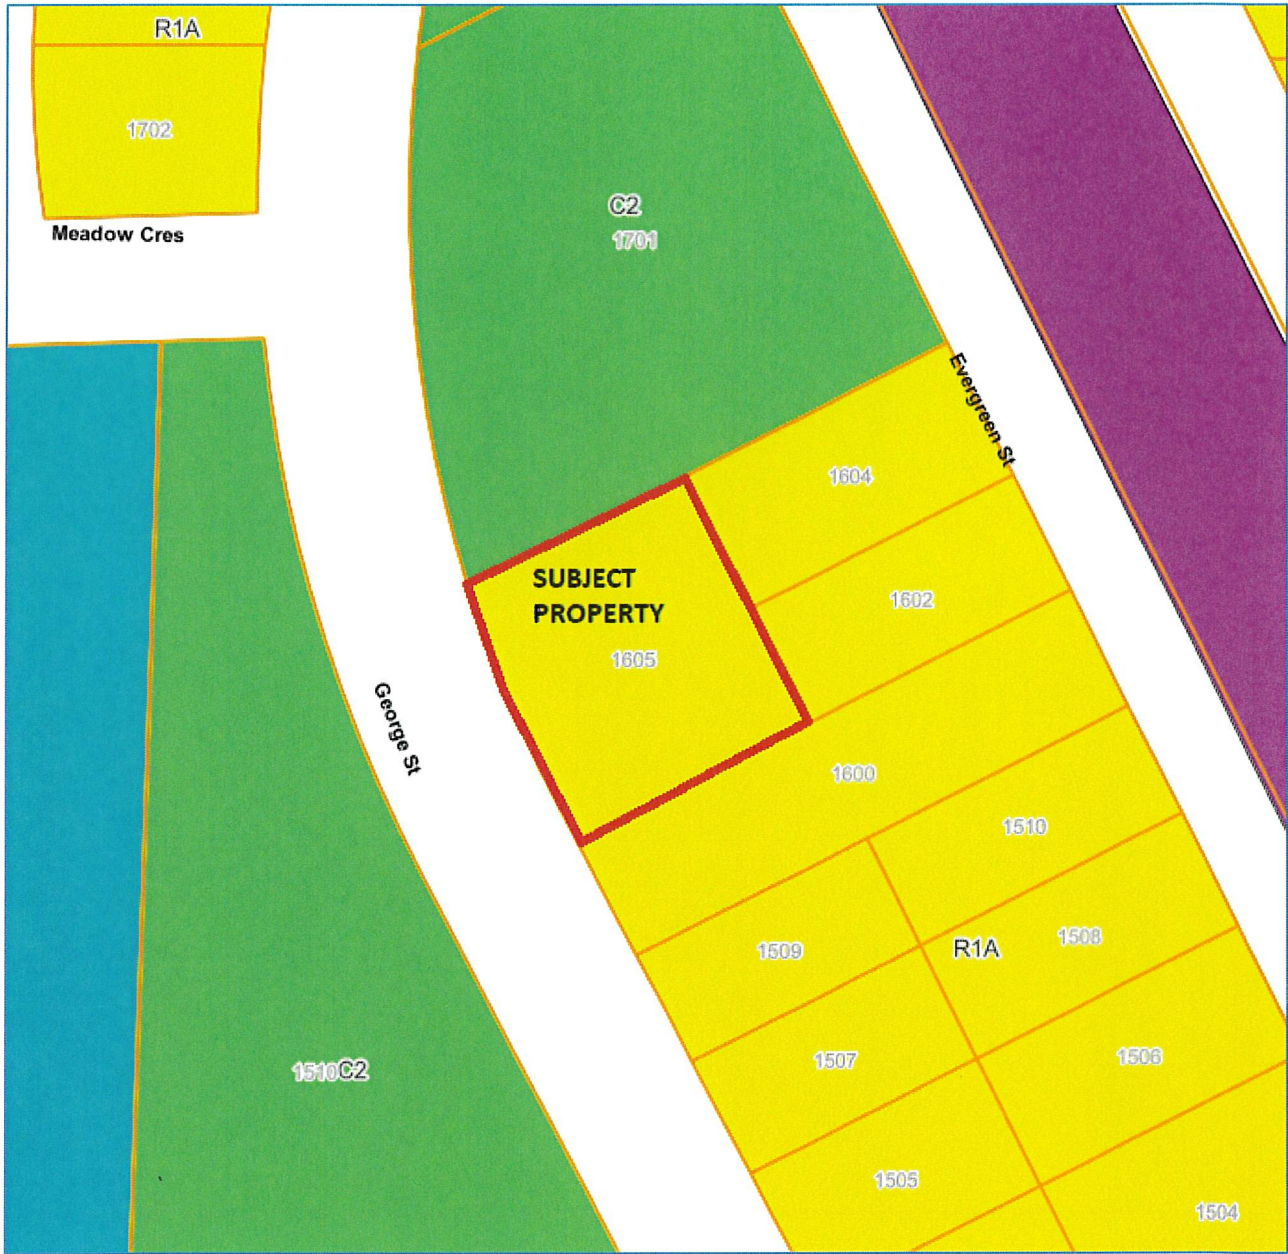 R1A
1702
Meadow Cres
C2
1701
Evergreen St
1604
SUBJECT
PROPERTY
1602
1605
George St
1600
1510
1509
R1A
1508
1507
1506
1510C2
1505
1504